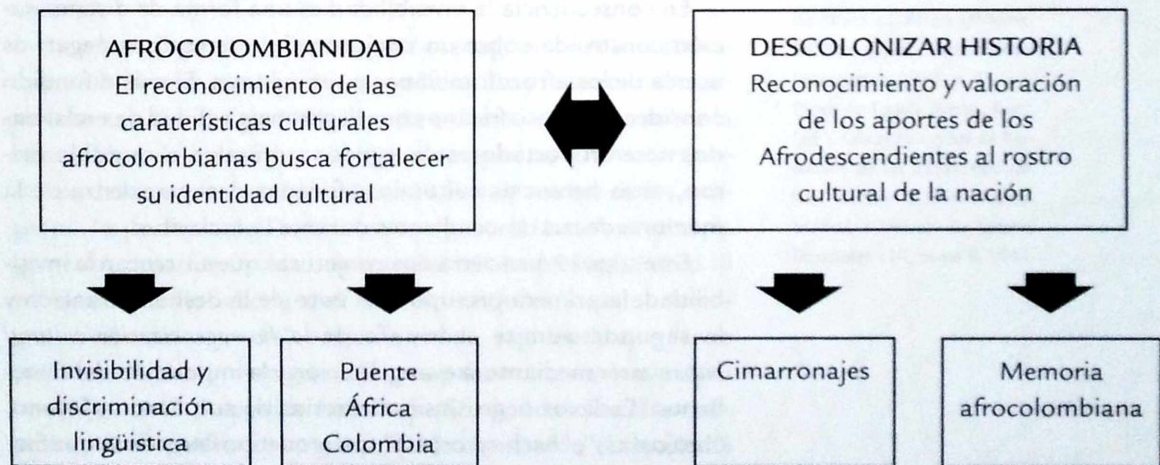 AFROCOLOMBIANIDAD
El reconocimiento de las
caraterísticas culturales
afrocolombianas busca fortalecer
su identidad cultural
DESCOLONIZAR HISTORIA
Reconocimiento y valoración
de los aportes de los
Afrodescendientes al rostro
cultural de la nación
Invisibilidad y
discriminación
lingüistica
Puente
África
Colombia
Cimarronajes
Memoria
afrocolombiana